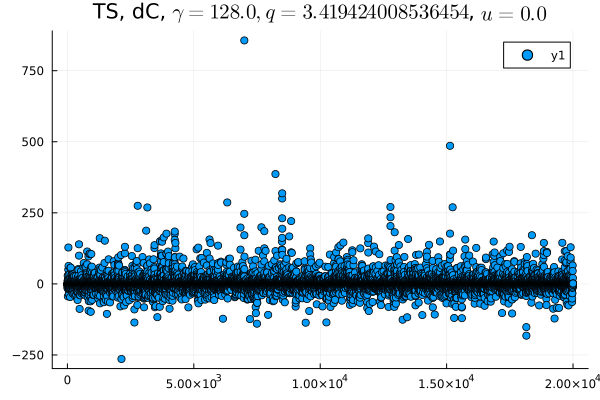 TS, dC, γ = 128.0, q = 3.419424008536454, u = 0.0
y1
750
500
250
0
−250
0 5.00×10³ 1.00×10⁴ 1.50×10⁴ 2.00×10⁴